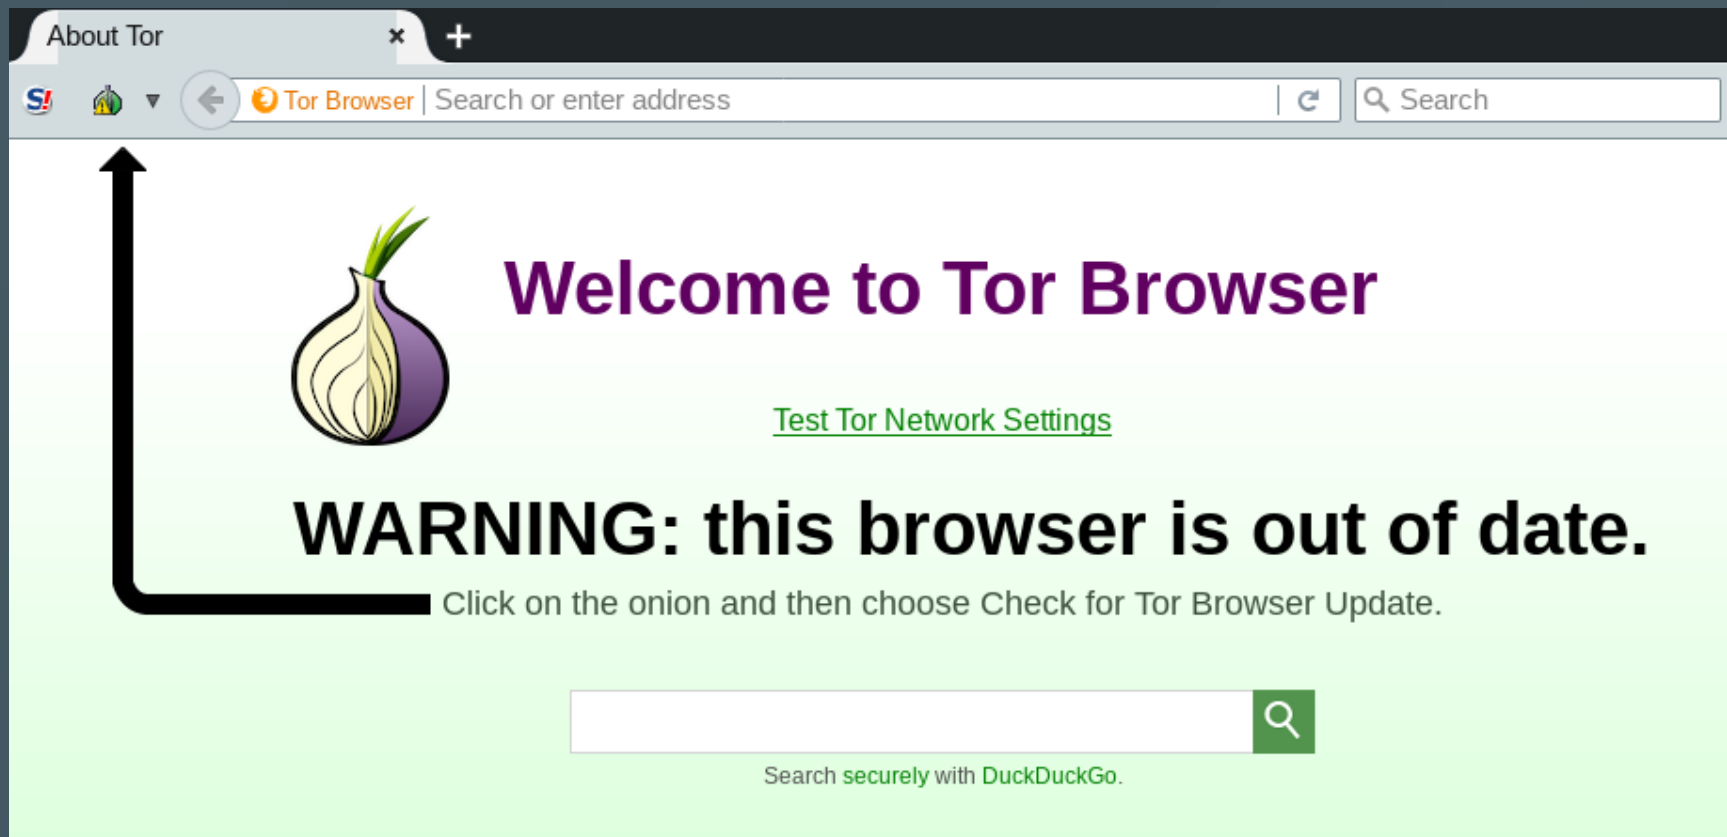 About Tor
Tor Browser Search or enter address Search
Welcome to Tor Browser
Test Tor Network Settings
WARNING: this browser is out of date.
Click on the onion and then choose Check for Tor Browser Update.
Search securely with DuckDuckGo.